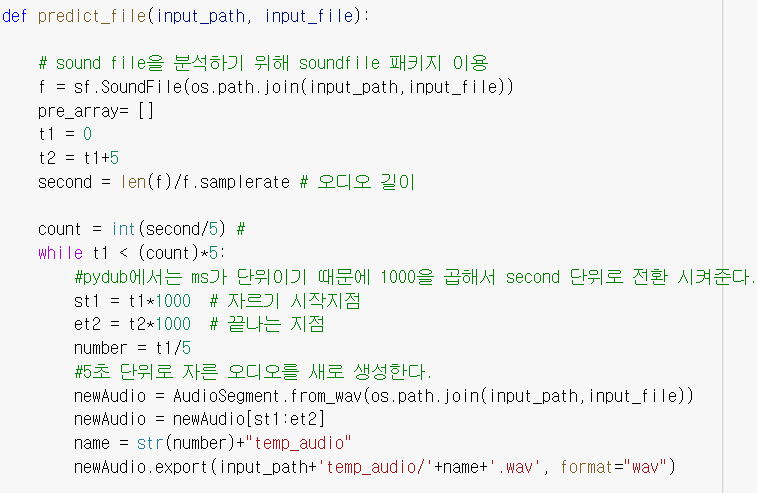 def predict_file(input_path, input_file):
# sound file을 분석하기 위해 soundfile 패키지 이용
f = sf.SoundFile(os.path.join(input_path,input_file))
pre_array= []
t1 = 0
t2 = t1+5
second = len(f)/f.samplerate # 오디오 길이
count = int(second/5) #
while t1 < (count)*5:
#pydub에서는 ms가 단위이기 때문에 1000을 곱해서 second 단위로 전환 시켜준다.
st1 = t1*1000 # 자르기 시작지점
et2 = t2*1000 # 끝나는 지점
number = t1/5
#5초 단위로 자른 오디오를 새로 생성한다.
newAudio = AudioSegment.from_wav(os.path.join(input_path,input_file))
newAudio = newAudio[st1:et2]
name = str(number)+"temp_audio"
newAudio.export(input_path+'temp_audio/'+name+'.wav', format="wav")